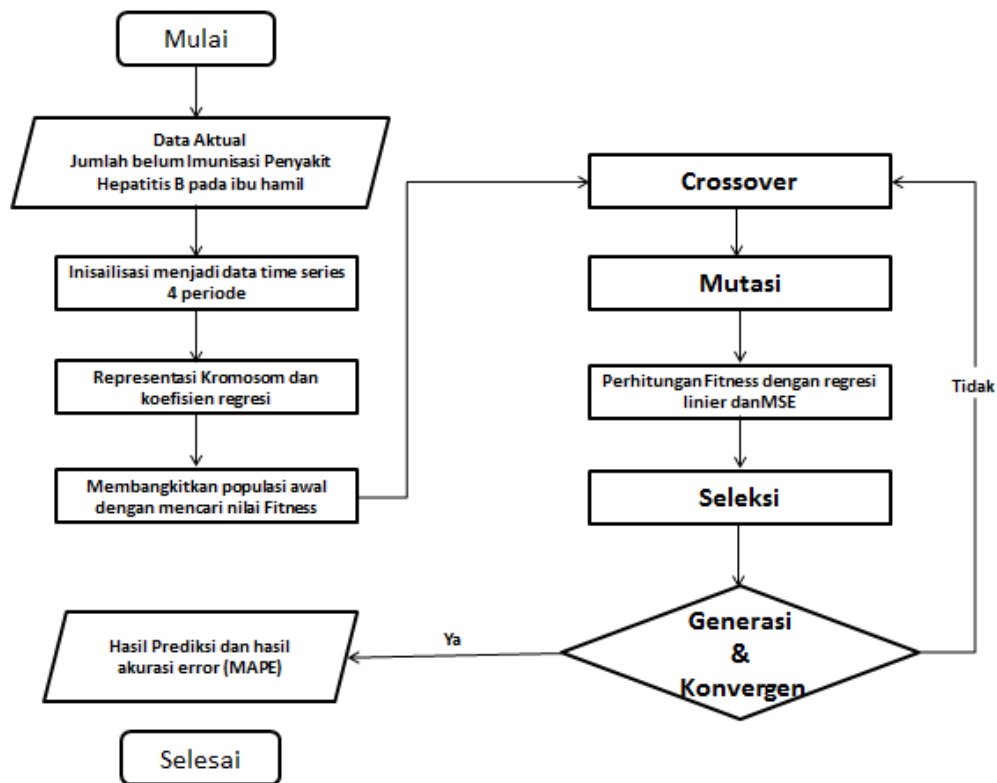 Mulai
Data Aktual
Jumlah belum Imunisasi Penyakit
Hepatitis B pada ibu hamil
Inisailisasi menjadi data time series
4 periode
Representasi Kromosom dan
koefisien regresi
Membangkitkan populasi awal
dengan mencari nilai Fitness
Crossover
Mutasi
Perhitungan Fitness dengan regresi
linier danMSE
Seleksi
Generasi
&
Konvergen
Tidak
Ya
Hasil Prediksi dan hasil
akurasi error (MAPE)
Selesai